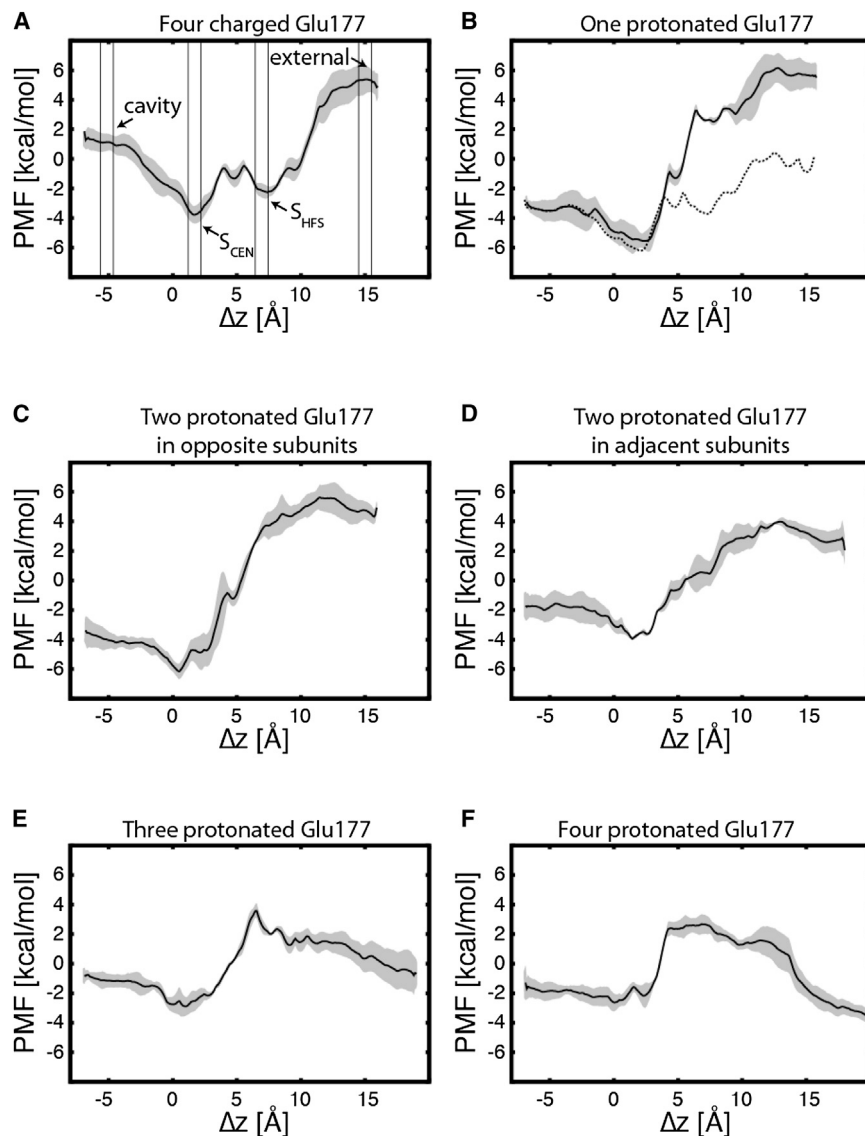 A
Four charged Glu177
PMF [kcal/mol]
6
4
2
0
-2
-4
-6
cavity
S_CEN
S_HFS
external
-5 0 5 10 15
Δz [Å]
B
One protonated Glu177
PMF [kcal/mol]
6
4
2
0
-2
-4
-6
-5 0 5 10 15
Δz [Å]
C
Two protonated Glu177
in opposite subunits
PMF [kcal/mol]
6
4
2
0
-2
-4
-6
-5 0 5 10 15
Δz [Å]
D
Two protonated Glu177
in adjacent subunits
PMF [kcal/mol]
6
4
2
0
-2
-4
-6
-5 0 5 10 15
Δz [Å]
E
Three protonated Glu177
PMF [kcal/mol]
6
4
2
0
-2
-4
-6
-5 0 5 10 15
Δz [Å]
F
Four protonated Glu177
PMF [kcal/mol]
6
4
2
0
-2
-4
-6
-5 0 5 10 15
Δz [Å]